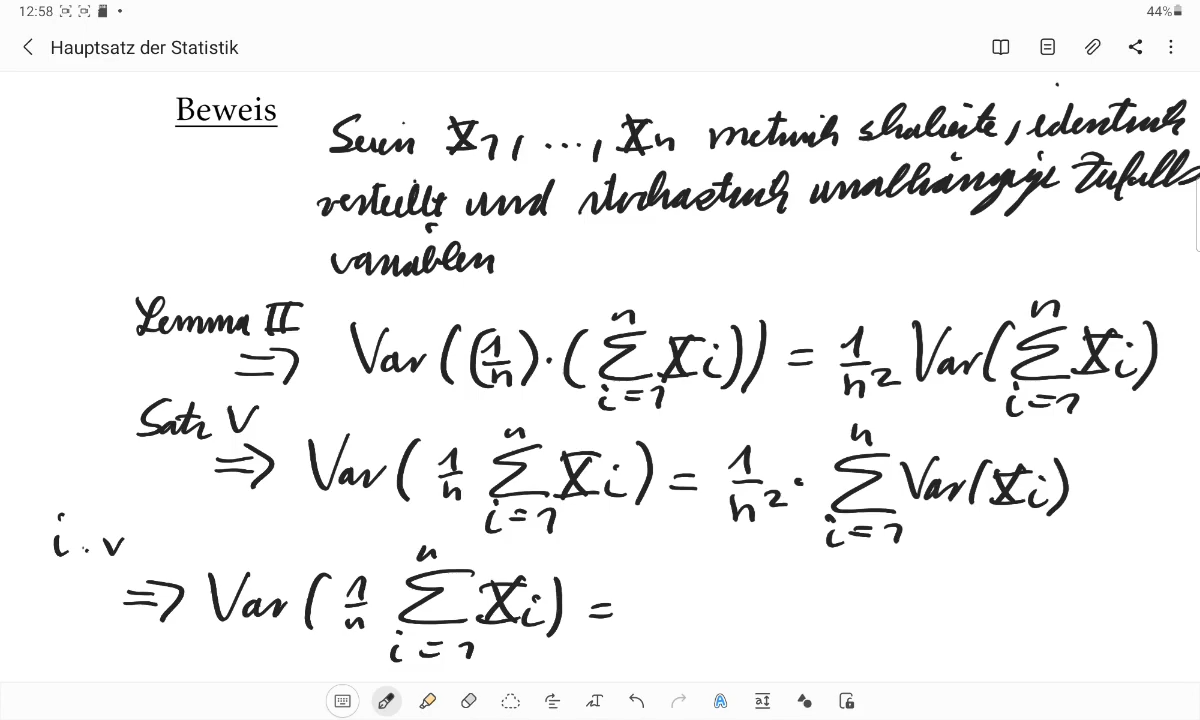 12:58 44%
Hauptsatz der Statistik
Beweis
Seien X1, ..., Xn metrisch skalierte, identisch
verteilte und stochastisch unabhängige Zufalls
variablen
Lemma II
=> Var((1/n)·(∑_{i=1}^{n} Xi)) = 1/n² Var(∑_{i=1}^{n} Xi)
Satz V
=> Var(1/n ∑_{i=1}^{n} Xi) = 1/n² · ∑_{i=1}^{n} Var(Xi)
i.v
=> Var(1/n ∑_{i=1}^{n} Xi) =